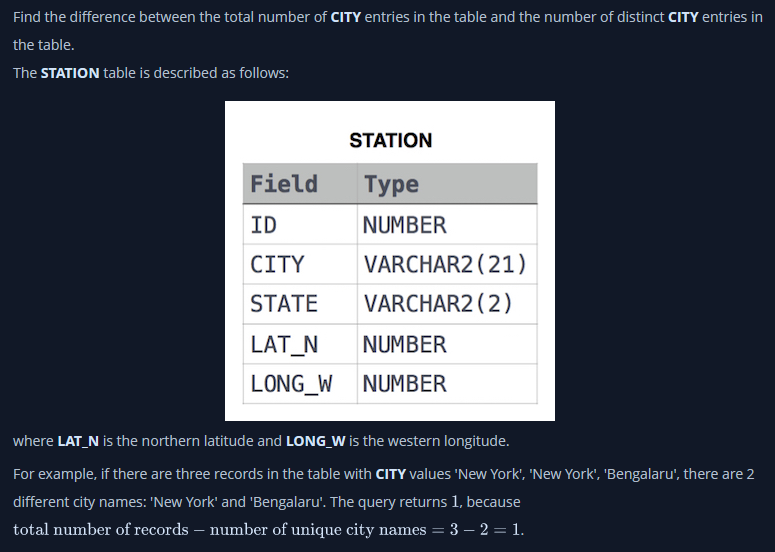 Find the difference between the total number of CITY entries in the table and the number of distinct CITY entries in
the table.
The STATION table is described as follows:
STATION
Field Type
ID NUMBER
CITY VARCHAR2(21)
STATE VARCHAR2(2)
LAT_N NUMBER
LONG_W NUMBER
where LAT_N is the northern latitude and LONG_W is the western longitude.
For example, if there are three records in the table with CITY values 'New York', 'New York', 'Bengalaru', there are 2
different city names: 'New York' and 'Bengalaru'. The query returns 1, because
total number of records − number of unique city names = 3 − 2 = 1.